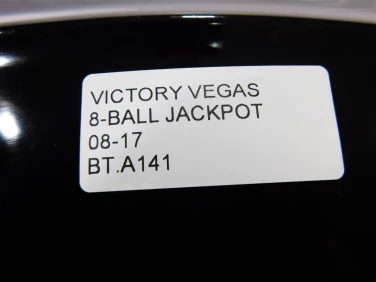 VICTORY VEGAS
8-BALL JACKPOT
08-17
BT.A141